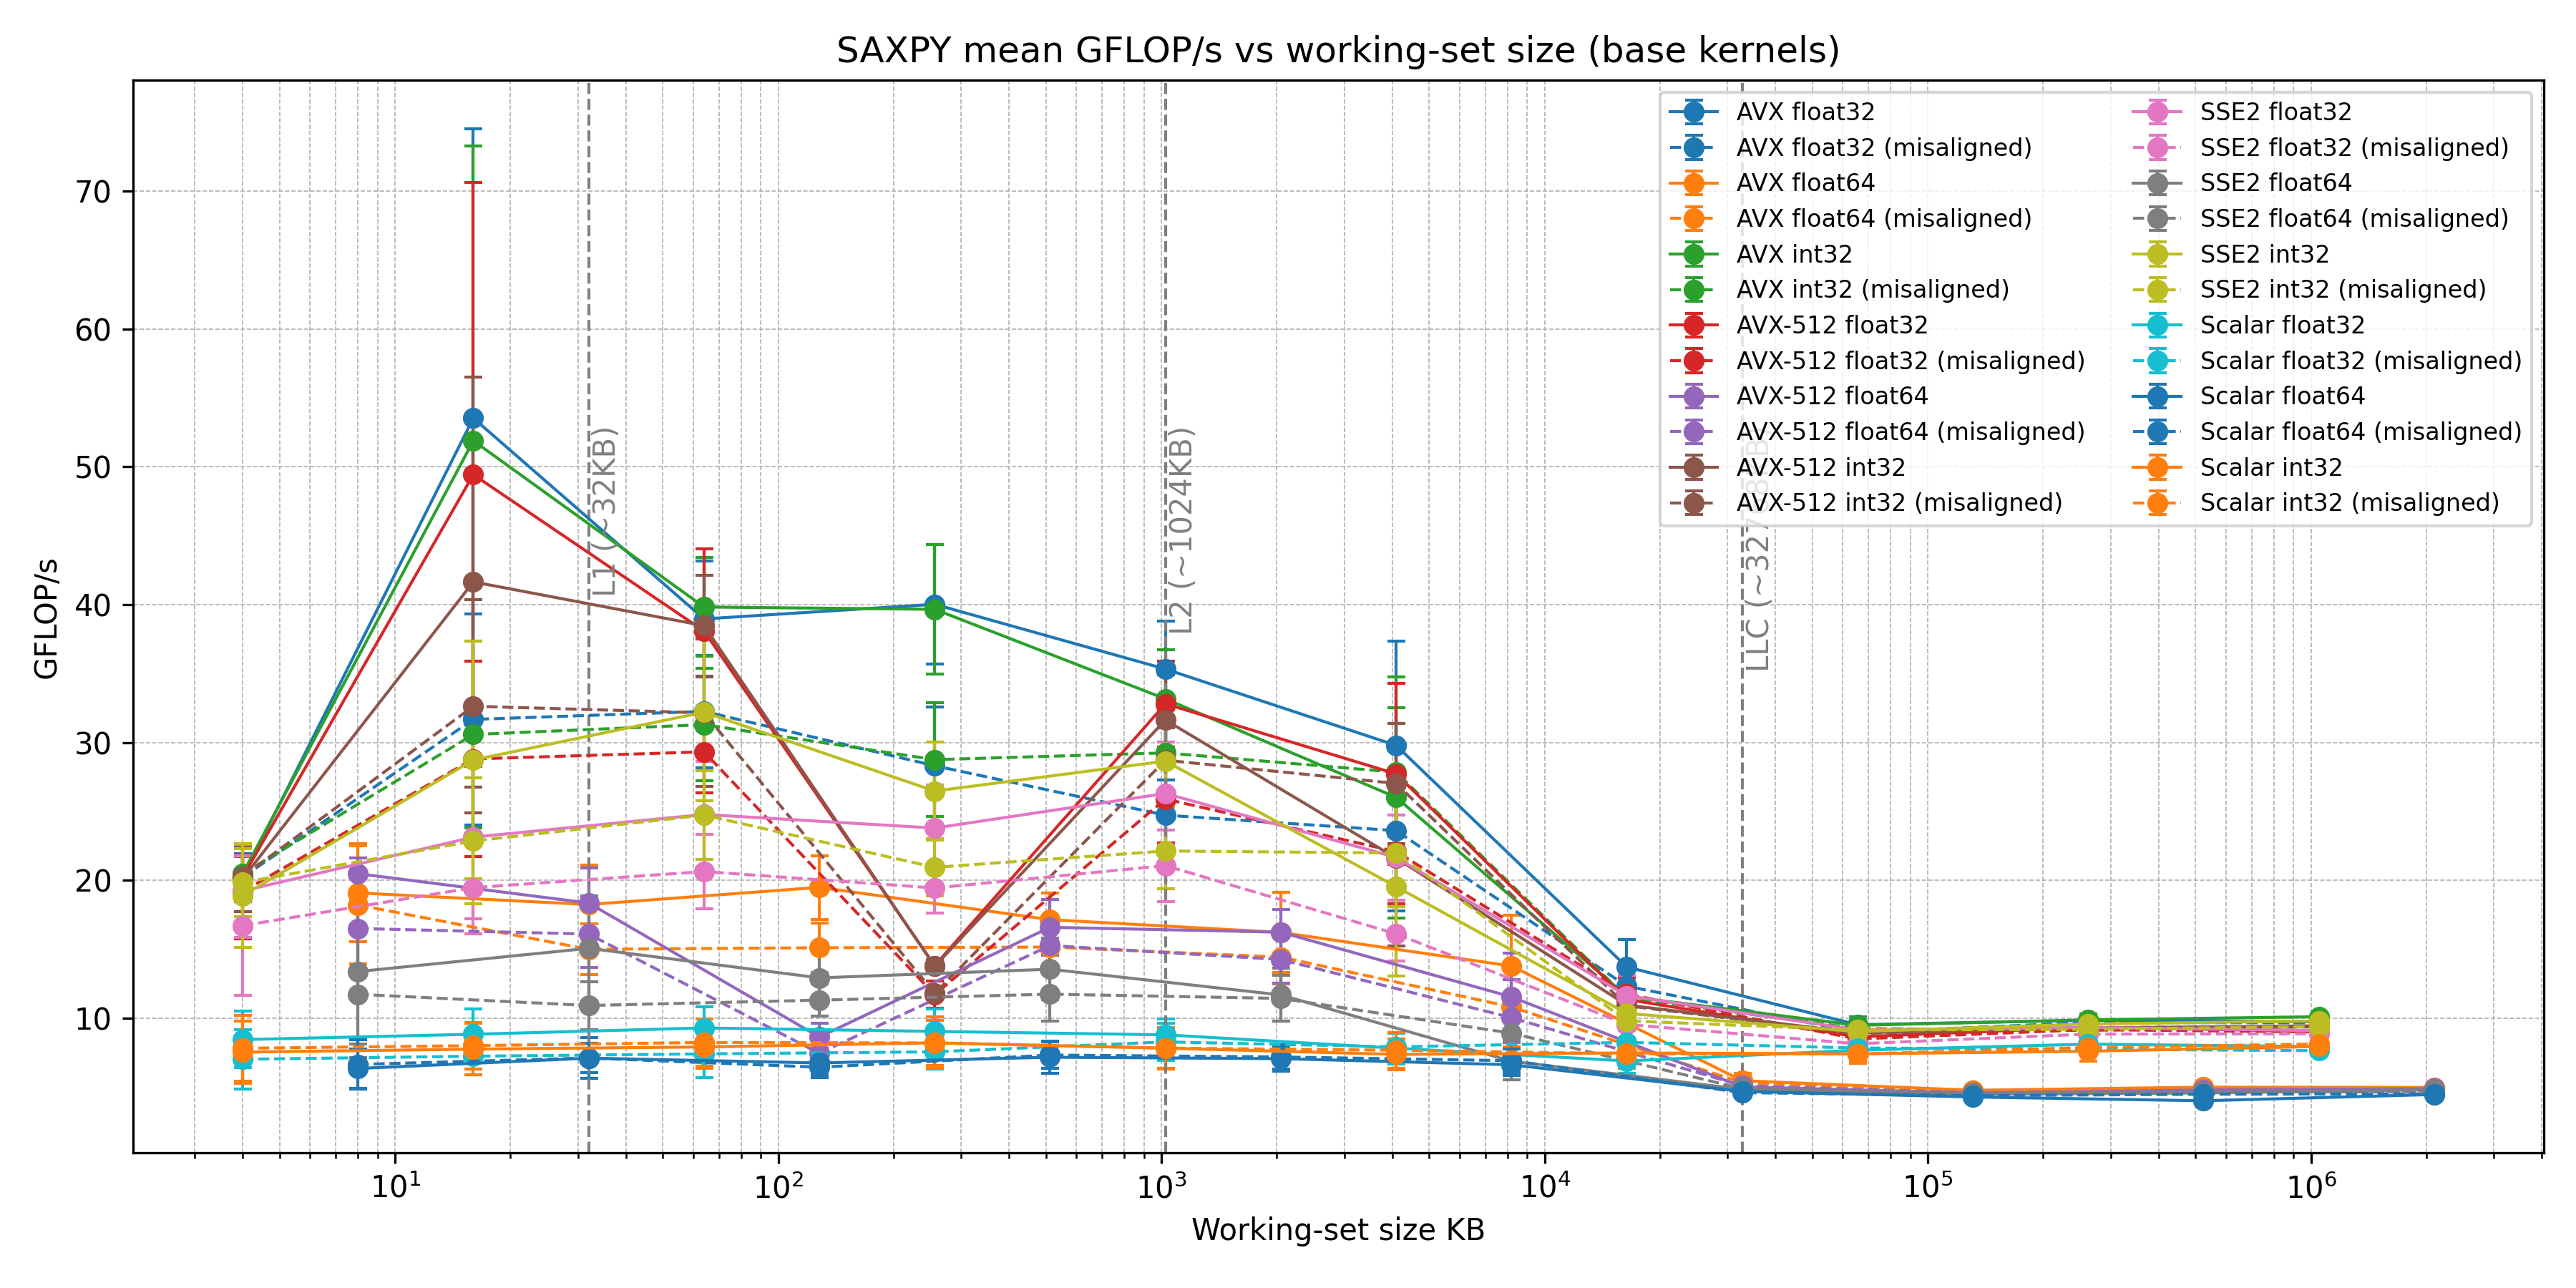 SAXPY mean GFLOP/s vs working-set size (base kernels)
GFLOP/s
70
60
50
40
30
20
10
L1 (~32KB)
L2 (~1024KB)
LLC (~32768KB)
AVX float32
AVX float32 (misaligned)
AVX float64
AVX float64 (misaligned)
AVX int32
AVX int32 (misaligned)
AVX-512 float32
AVX-512 float32 (misaligned)
AVX-512 float64
AVX-512 float64 (misaligned)
AVX-512 int32
AVX-512 int32 (misaligned)
SSE2 float32
SSE2 float32 (misaligned)
SSE2 float64
SSE2 float64 (misaligned)
SSE2 int32
SSE2 int32 (misaligned)
Scalar float32
Scalar float32 (misaligned)
Scalar float64
Scalar float64 (misaligned)
Scalar int32
Scalar int32 (misaligned)
10¹
10²
10³
10⁴
10⁵
10⁶
Working-set size KB